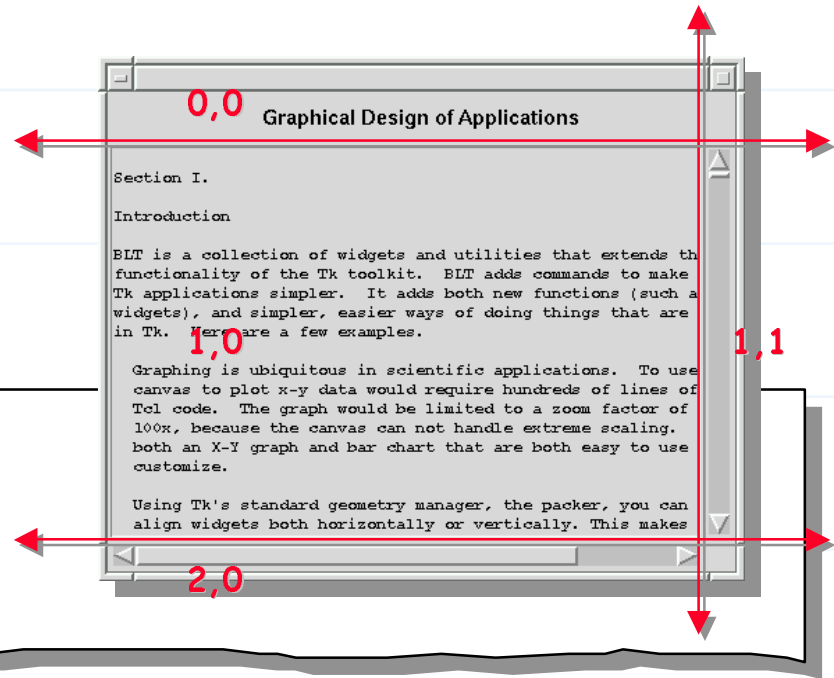 0,0
Graphical Design of Applications
Section I.
Introduction
BLT is a collection of widgets and utilities that extends th
functionality of the Tk toolkit.  BLT adds commands to make
Tk applications simpler.  It adds both new functions (such a
widgets), and simpler, easier ways of doing things that are
in Tk.  Here are a few examples.
1,0
1,1
Graphing is ubiquitous in scientific applications.  To use
canvas to plot x-y data would require hundreds of lines of
Tcl code.  The graph would be limited to a zoom factor of
100x, because the canvas can not handle extreme scaling.
both an X-Y graph and bar chart that are both easy to use
customize.
Using Tk's standard geometry manager, the packer, you can
align widgets both horizontally or vertically. This makes
2,0